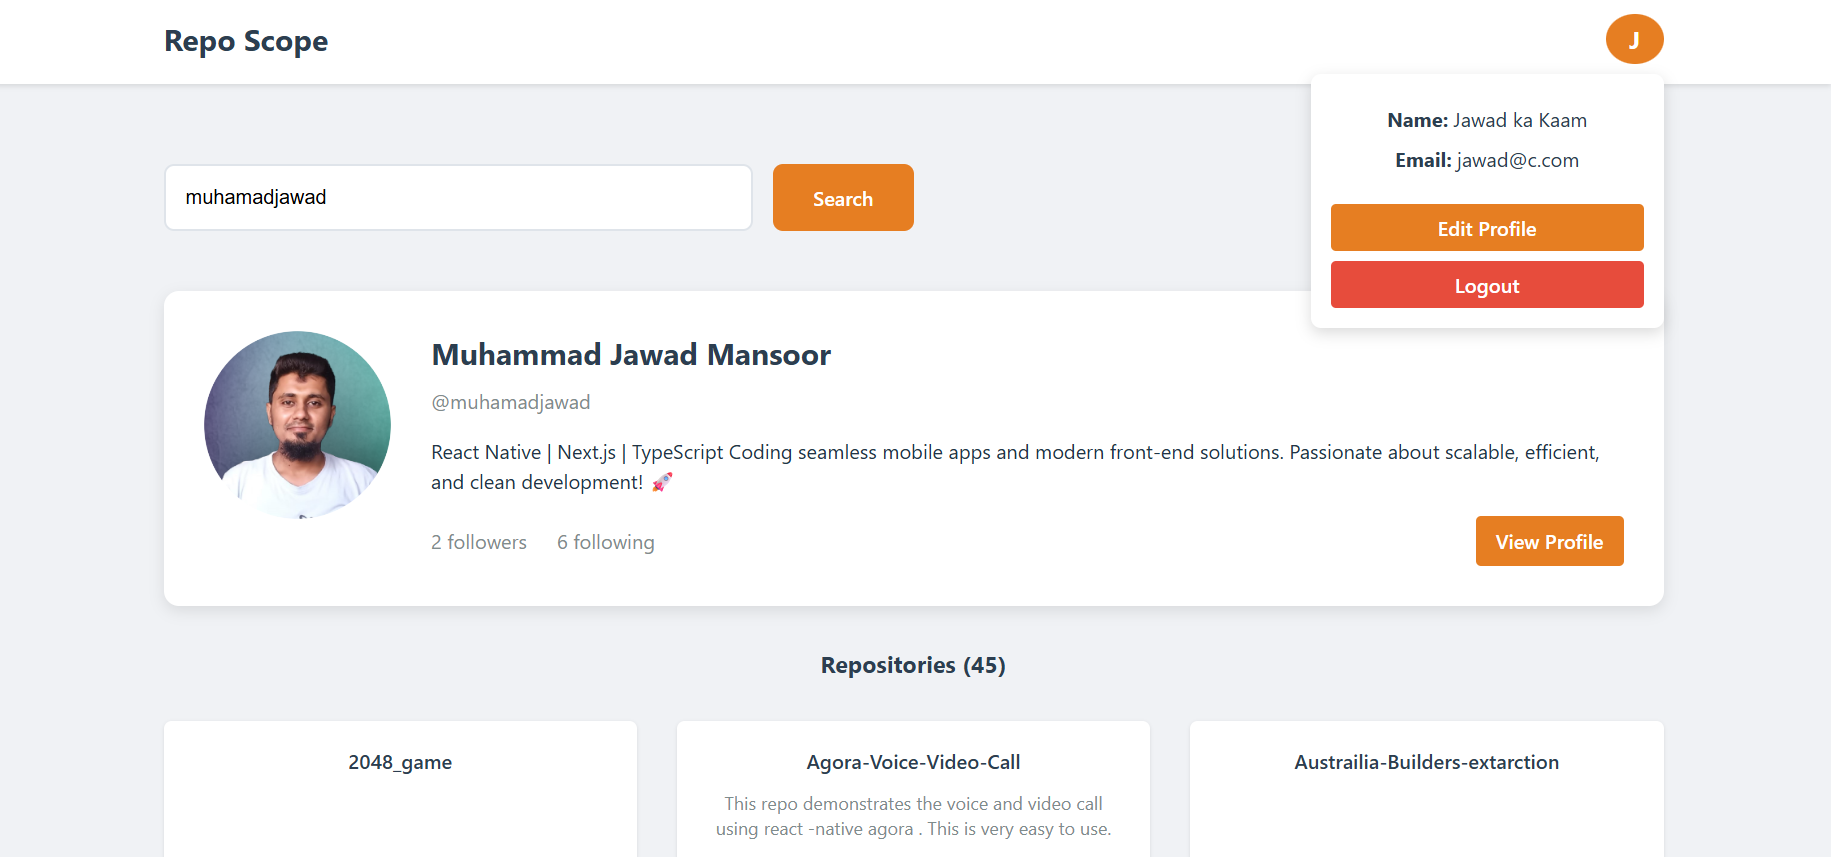 Repo Scope
J
Name: Jawad ka Kaam
Email: jawad@c.com
Edit Profile
Logout
muhamadjawad
Search
Muhammad Jawad Mansoor
@muhamadjawad
React Native | Next.js | TypeScript Coding seamless mobile apps and modern front-end solutions. Passionate about scalable, efficient,
and clean development! 🚀
2 followers 6 following
View Profile
Repositories (45)
2048_game
Agora-Voice-Video-Call
This repo demonstrates the voice and video call
using react -native agora . This is very easy to use.
Austrailia-Builders-extarction